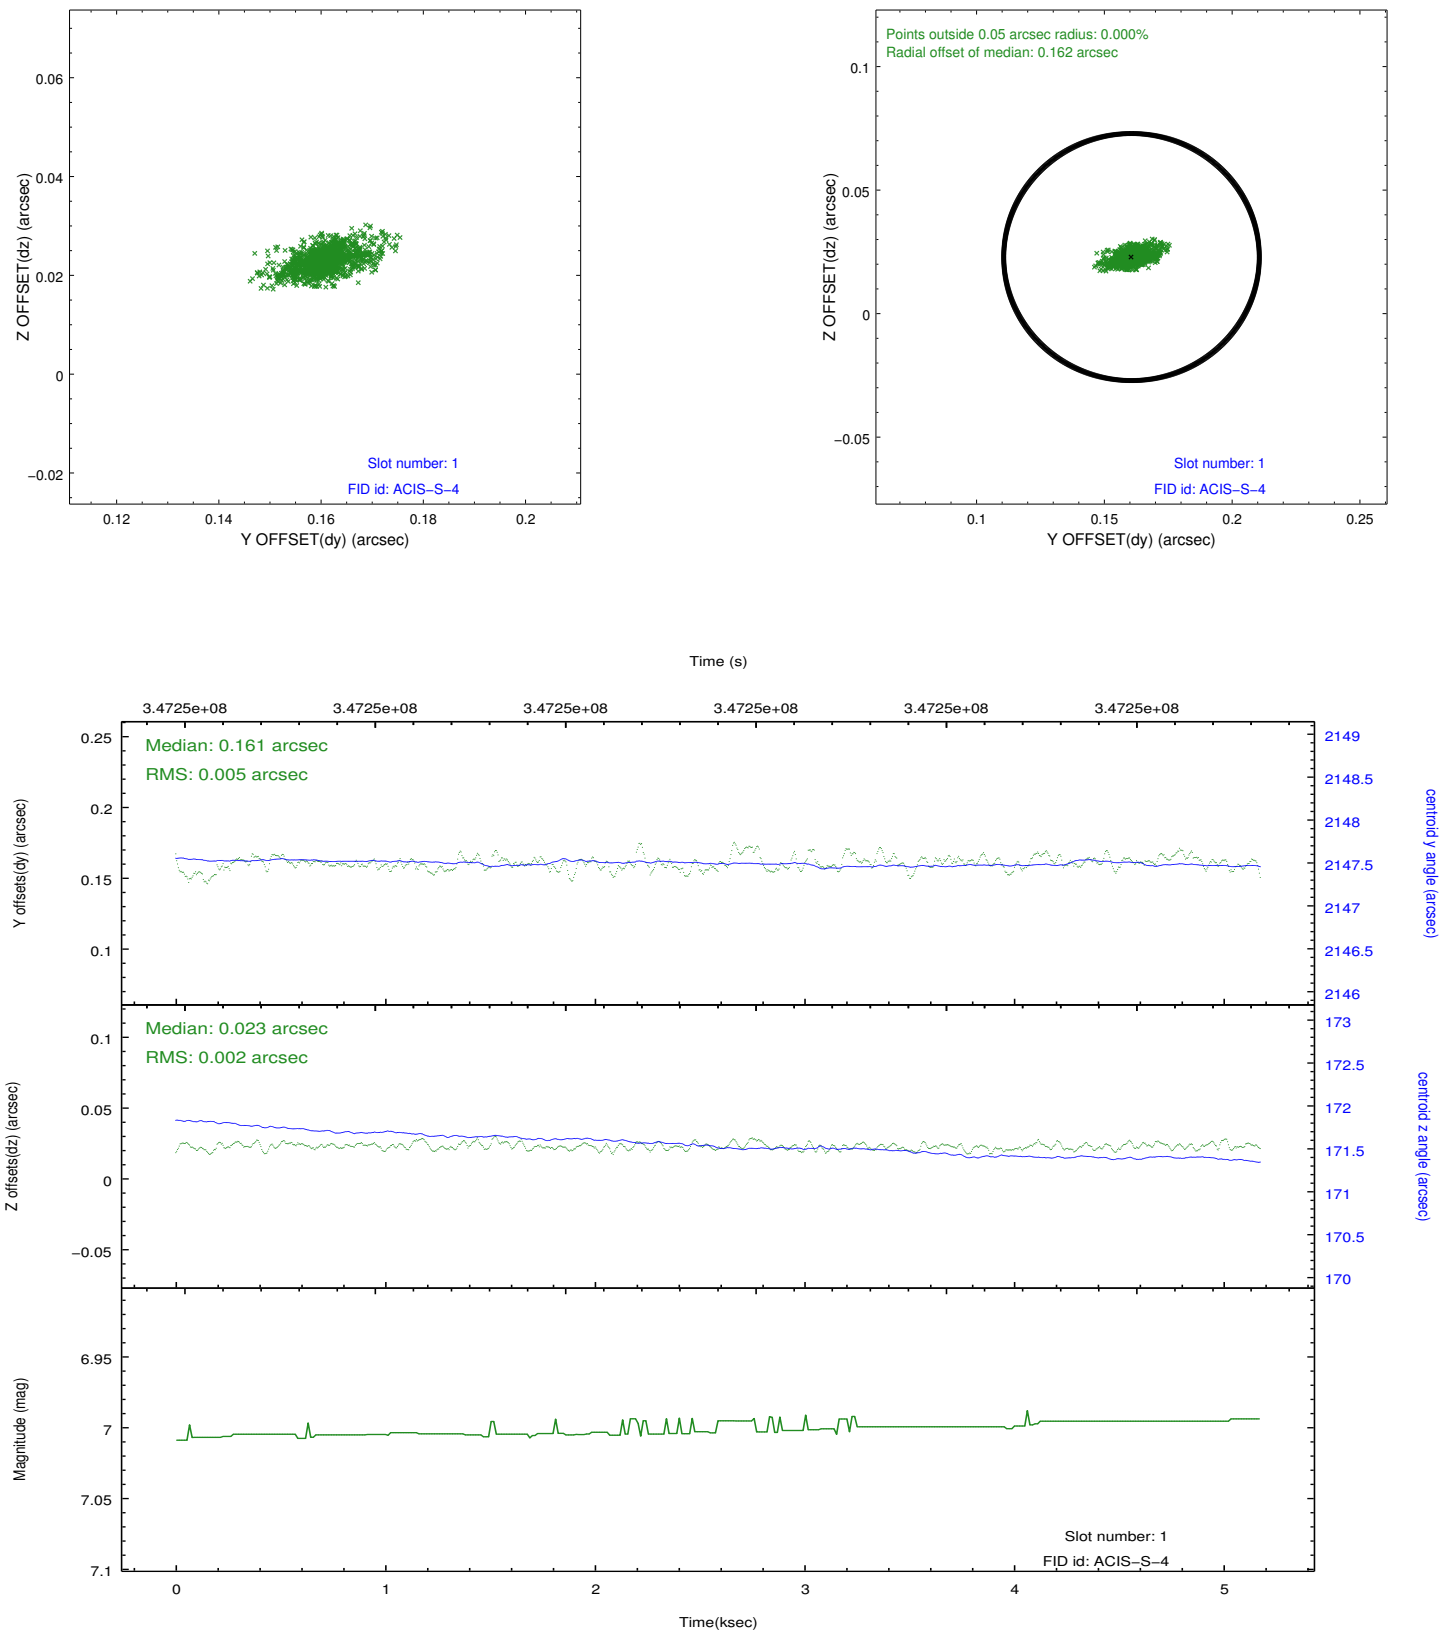 0.06
0.04
0.02
0
−0.02
Z OFFSET(dz) (arcsec)
Slot number: 1
FID id: ACIS−S−4
0.12 0.14 0.16 0.18 0.2
Y OFFSET(dy) (arcsec)
Points outside 0.05 arcsec radius: 0.000%
Radial offset of median: 0.162 arcsec
0.1
0.05
0
−0.05
Z OFFSET(dz) (arcsec)
Slot number: 1
FID id: ACIS−S−4
0.1 0.15 0.2 0.25
Y OFFSET(dy) (arcsec)
Time (s)
3.4725e+08 3.4725e+08 3.4725e+08 3.4725e+08 3.4725e+08 3.4725e+08
Median: 0.161 arcsec
RMS: 0.005 arcsec
0.25
0.2
0.15
0.1
Y offsets(dy) (arcsec)
2149
2148.5
2148
2147.5
2147
2146.5
2146
centroid y angle (arcsec)
Median: 0.023 arcsec
RMS: 0.002 arcsec
0.1
0.05
0
−0.05
Z offsets(dz) (arcsec)
173
172.5
172
171.5
171
170.5
170
centroid z angle (arcsec)
6.95
7
7.05
7.1
Magnitude (mag)
Slot number: 1
FID id: ACIS−S−4
0 1 2 3 4 5
Time(ksec)